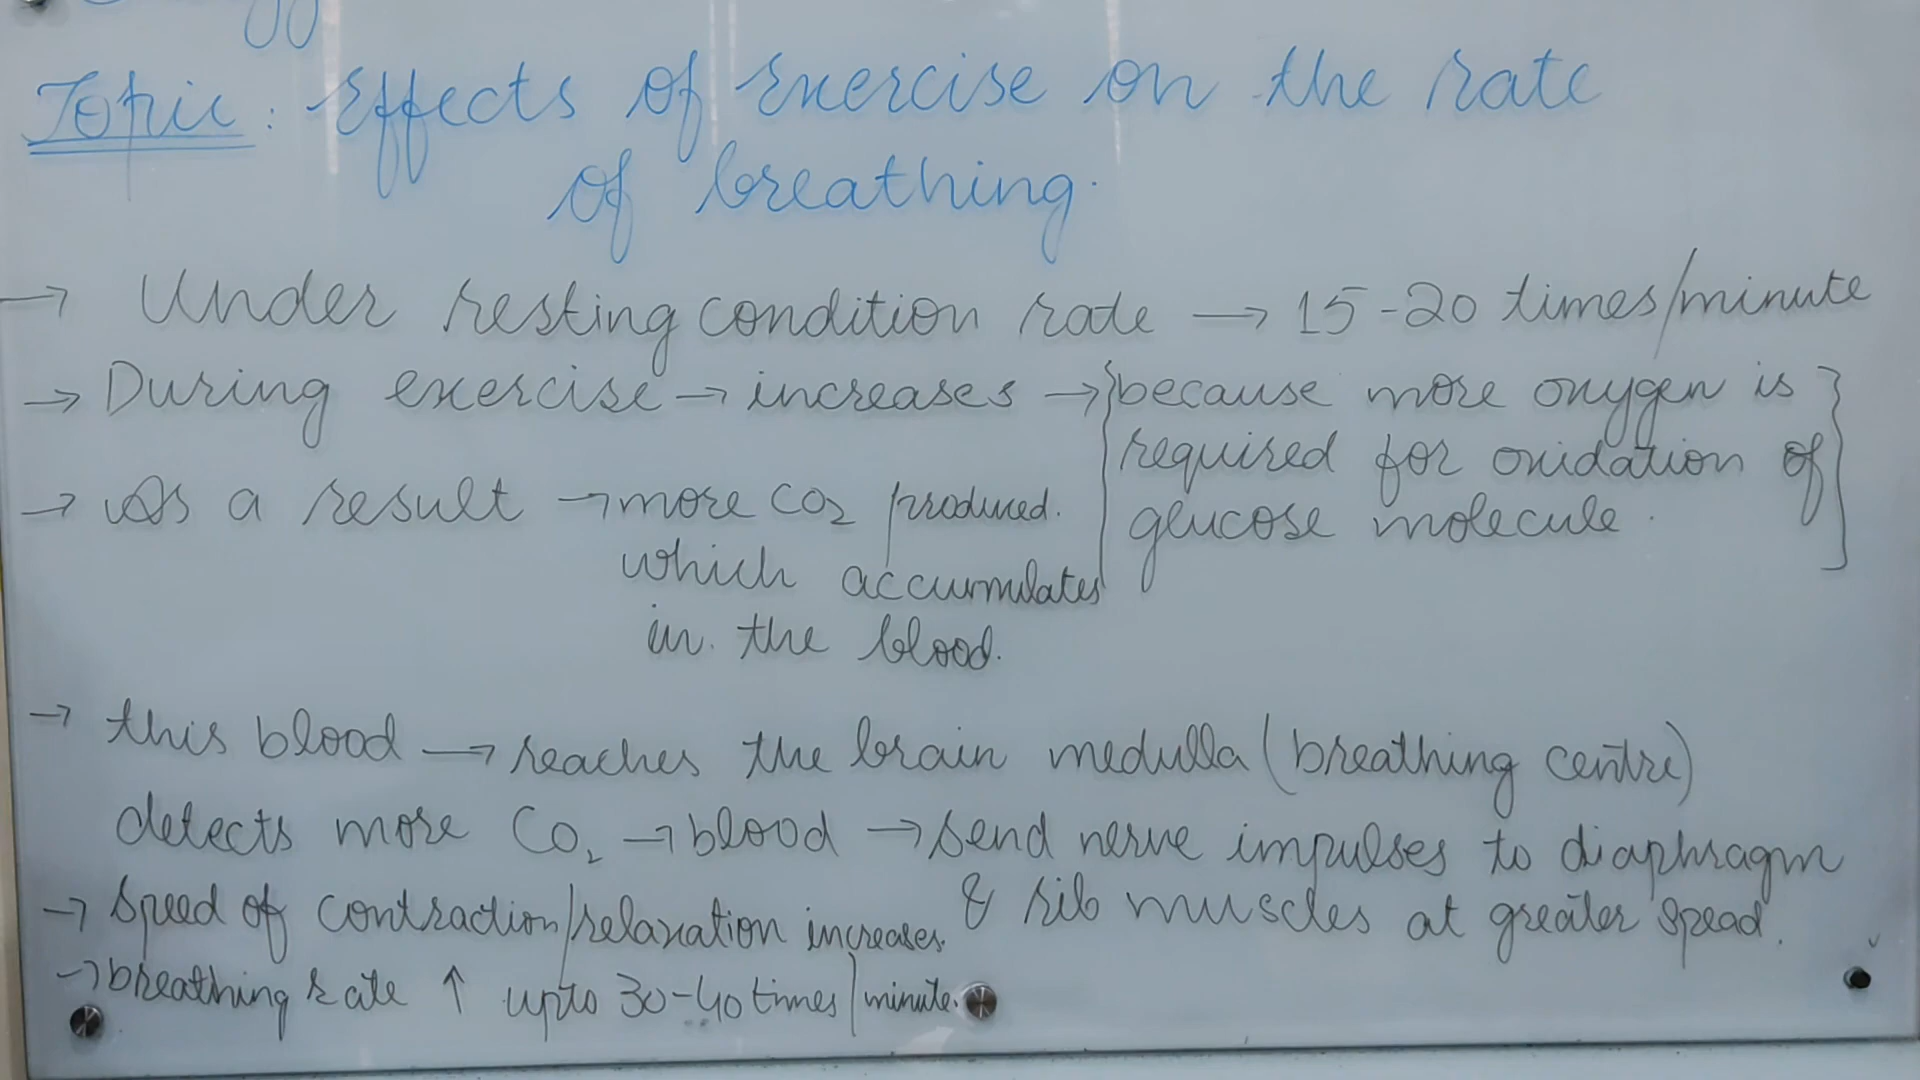 Topic: Effects of Exercise on the rate
of breathing.
→ Under resting condition rate → 15-20 times/minute
→ During exercise → increases → {because more oxygen is
required for oxidation of
glucose molecule.}
→ As a result → more CO2 produced.
which accumulates
in. the blood.
→ this blood → reaches the brain medulla (breathing centre)
detects more CO2 → blood → send nerve impulses to diaphragm
& rib muscles at greater spead.
→ Speed of contraction/relaxation increases.
→ breathing rate ↑ upto 30-40 times/minute.